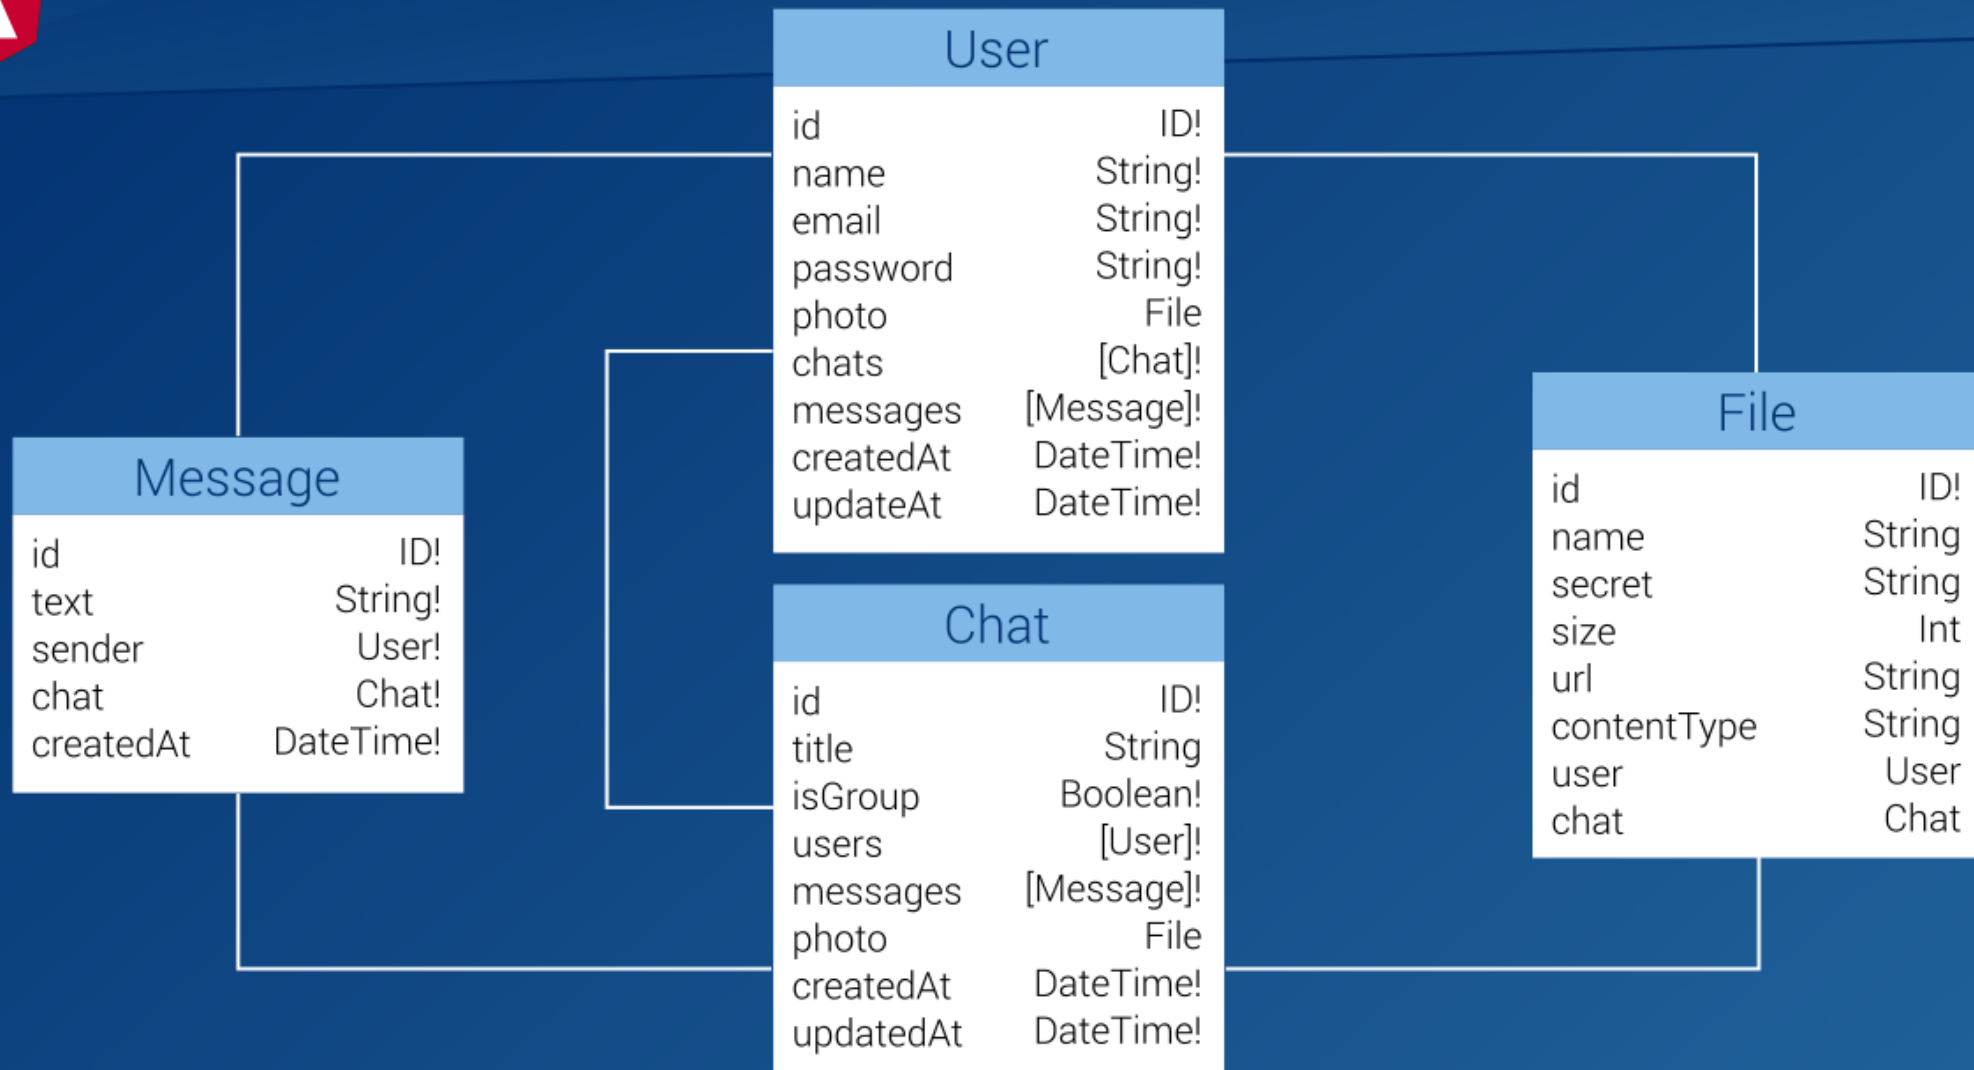 User
id ID!
name String!
email String!
password String!
photo File
chats [Chat]!
messages [Message]!
createdAt DateTime!
updateAt DateTime!
Message
id ID!
text String!
sender User!
chat Chat!
createdAt DateTime!
Chat
id ID!
title String
isGroup Boolean!
users [User]!
messages [Message]!
photo File
createdAt DateTime!
updatedAt DateTime!
File
id ID!
name String
secret String
size Int
url String
contentType String
user User
chat Chat